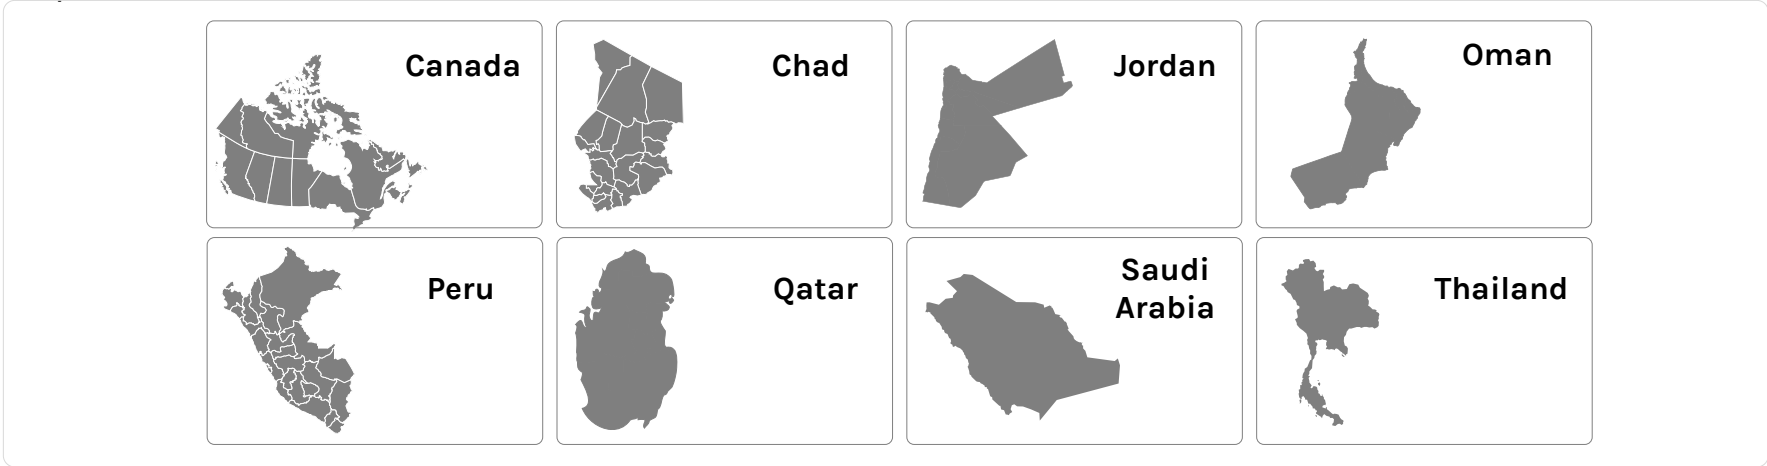 Canada
Chad
Jordan
Oman
Peru
Qatar
Saudi
Arabia
Thailand